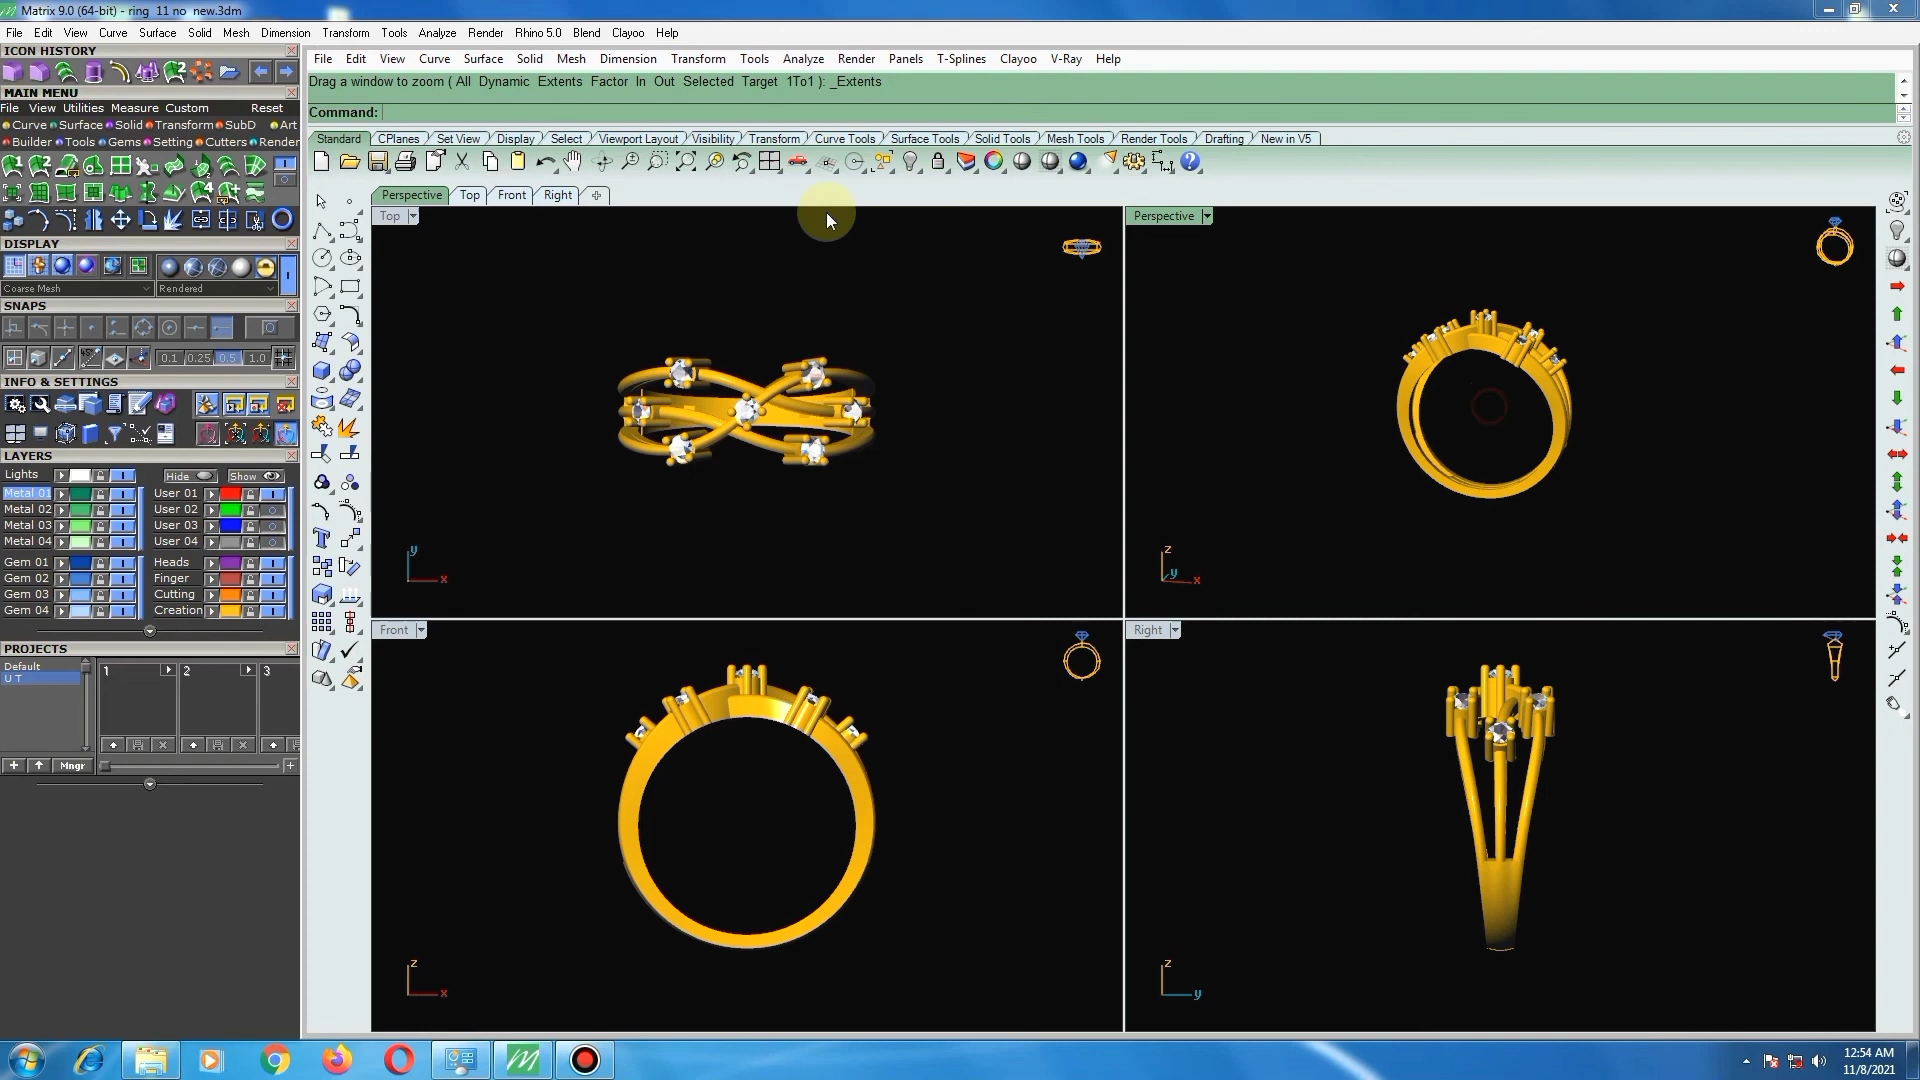 Matrix 9.0 (64-bit) - ring  11 no  new.3dm
File Edit View Curve Surface Solid Mesh Dimension Transform Tools Analyze Render Rhino 5.0 Blend Clayoo Help
ICON HISTORY
MAIN MENU
File View Utilities Measure Custom Reset
Curve Surface Solid Transform SubD Art
Builder Tools Gems Setting Cutters Render
DISPLAY
Coarse Mesh Rendered
SNAPS
0.1 0.25 0.5 1.0
INFO & SETTINGS
LAYERS
Lights Hide Show
Metal 01 User 01
Metal 02 User 02
Metal 03 User 03
Metal 04 User 04
Gem 01 Heads
Gem 02 Finger
Gem 03 Cutting
Gem 04 Creation
PROJECTS
Default 1 2 3
U T
+ Mngr +
File Edit View Curve Surface Solid Mesh Dimension Transform Tools Analyze Render Panels T-Splines Clayoo V-Ray Help
Drag a window to zoom ( All  Dynamic  Extents  Factor  In  Out  Selected  Target  1To1 ): _Extents
Command:
Standard CPlanes Set View Display Select Viewport Layout Visibility Transform Curve Tools Surface Tools Solid Tools Mesh Tools Render Tools Drafting New in V5
Perspective Top Front Right
Top
y
x
Perspective
z
y
x
Front
z
x
Right
z
y
12:54 AM
11/8/2021